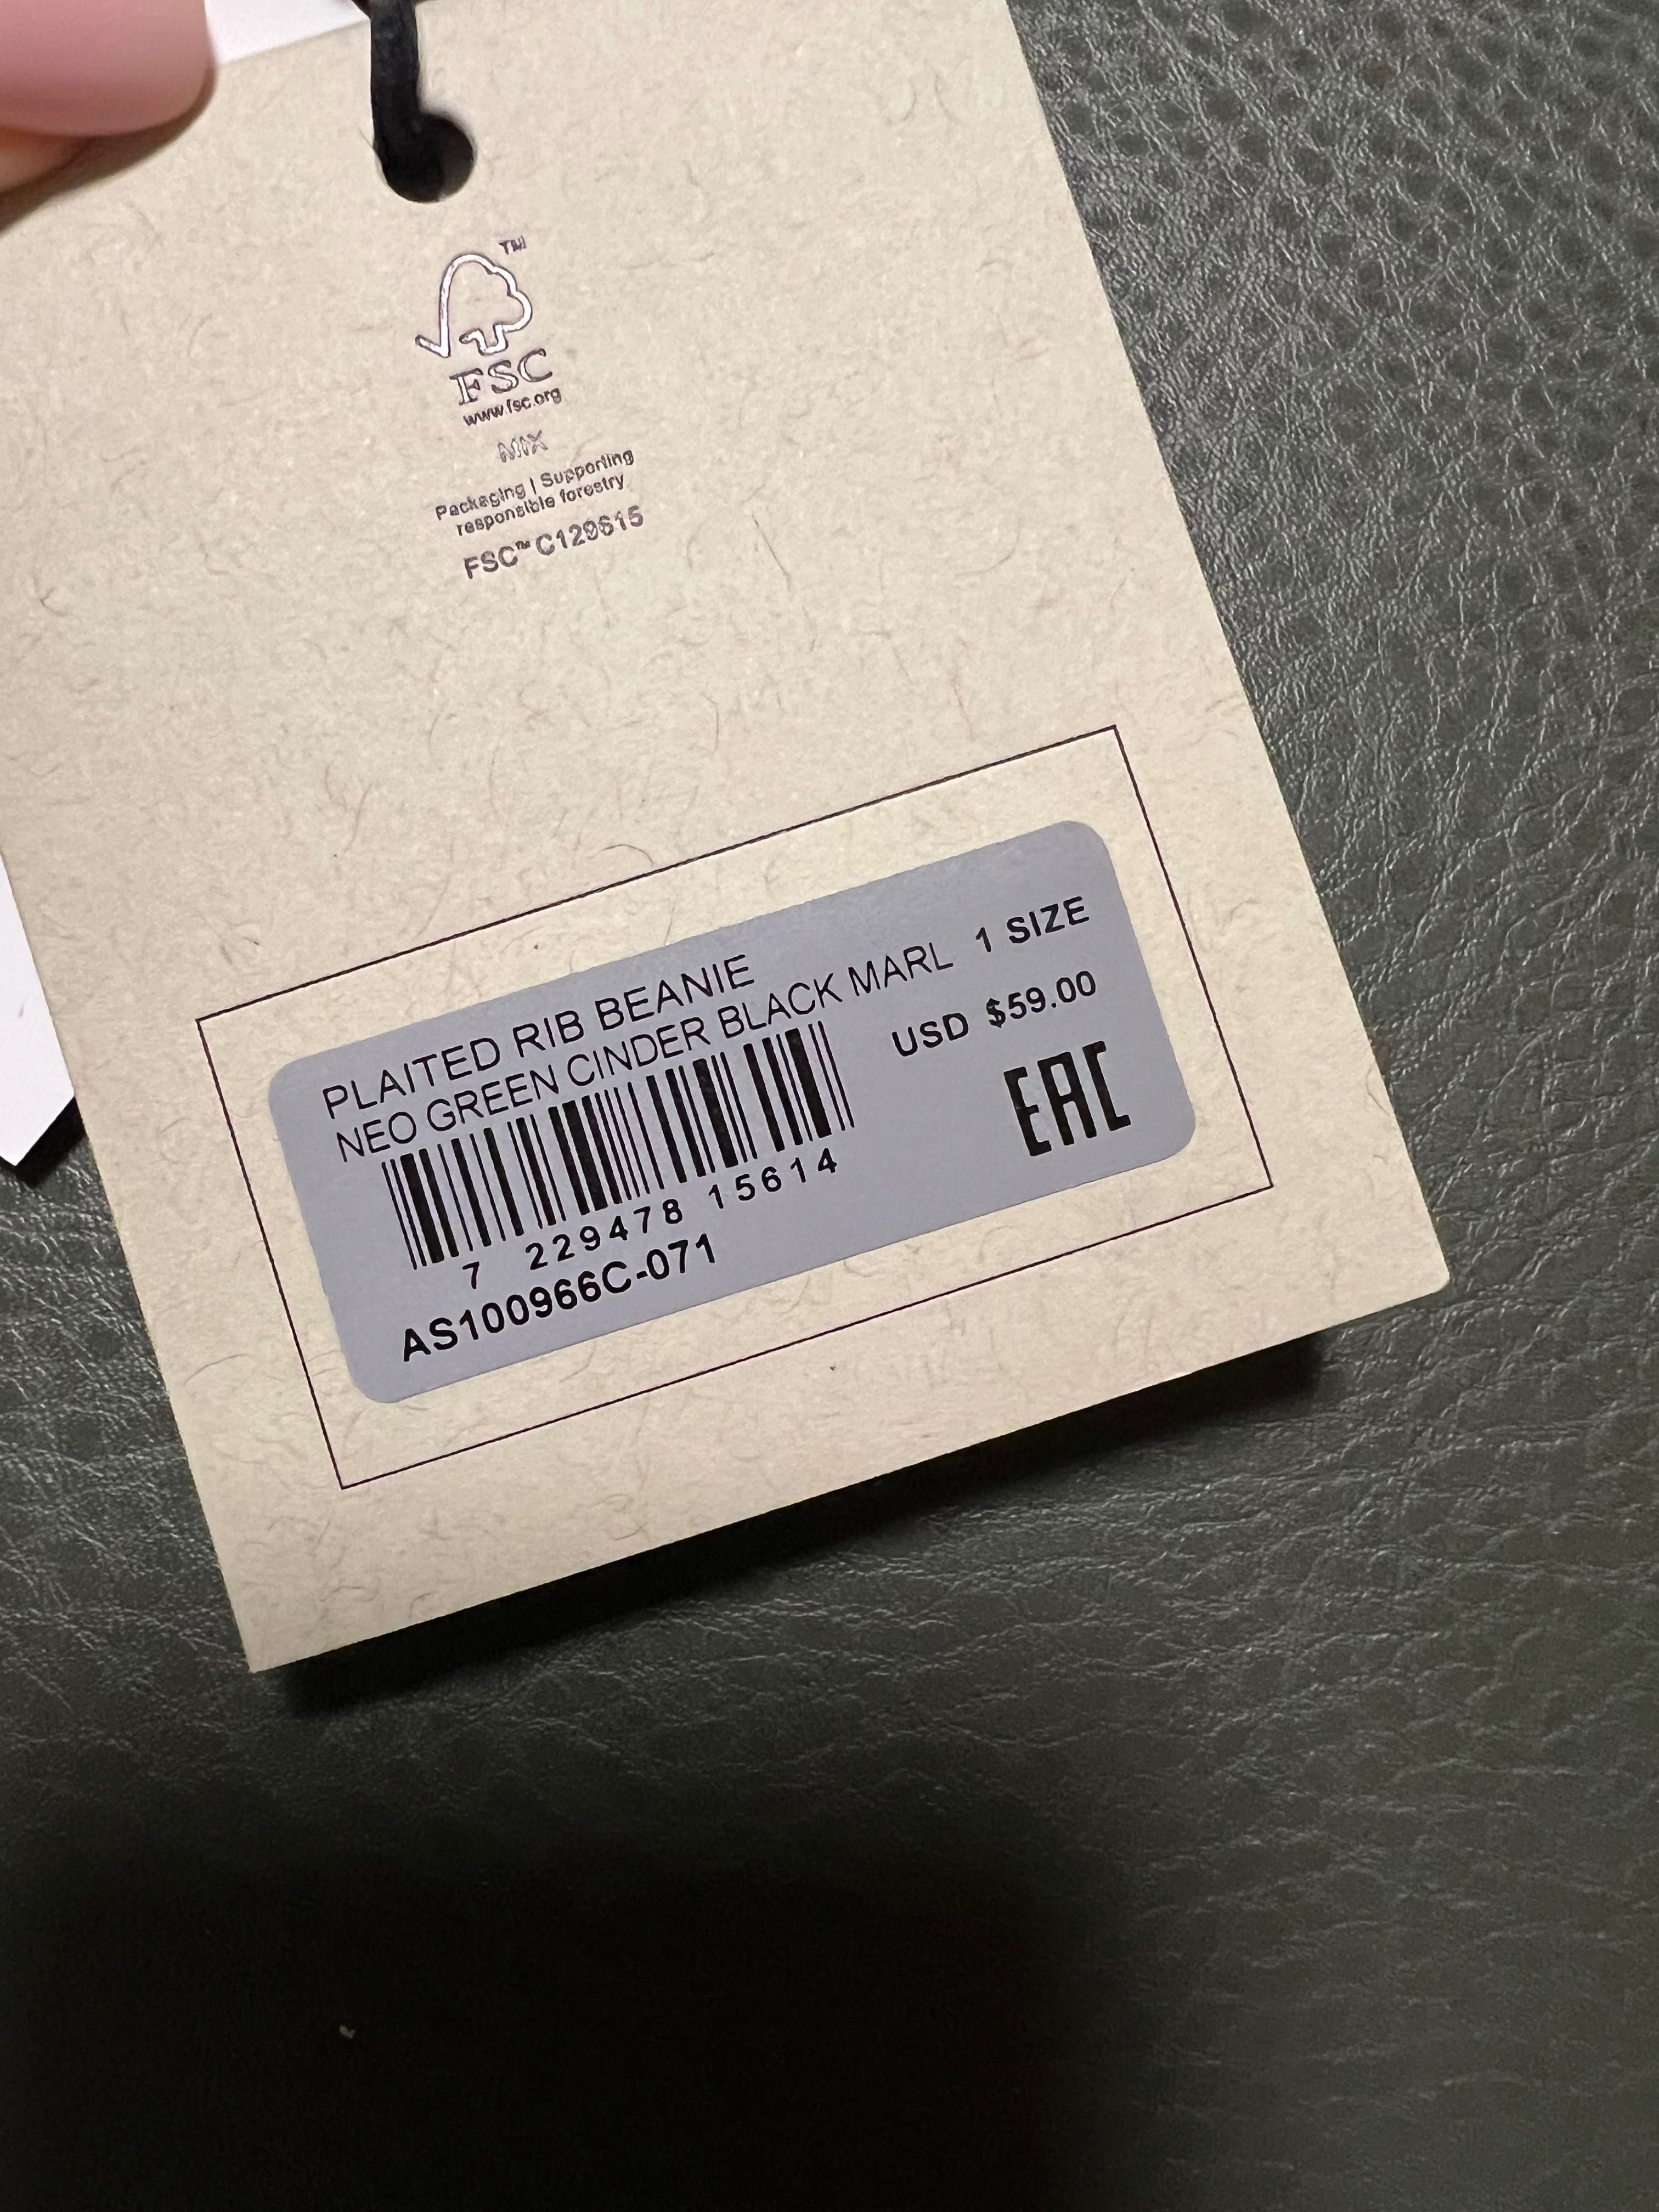 TM
FSC
www.fsc.org
MIX
Packaging | Supporting
responsible forestry
FSC™ C129615
PLAITED RIB BEANIE
NEO GREEN CINDER BLACK MARL 1 SIZE
USD $59.00
EAC
7 229478 15614
AS100966C-071